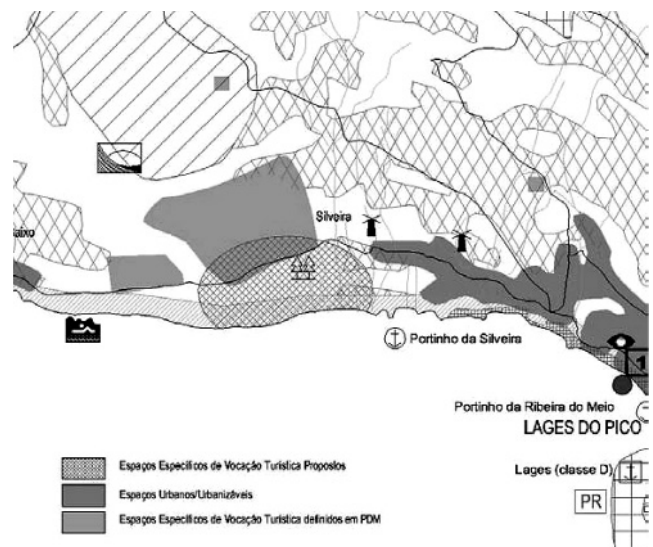 Silveira
aixo
Portinho da Silveira
1
Portinho da Ribeira do Meio
LAGES DO PICO
Lages (classe D)
PR
Espaços Específicos de Vocação Turística Proplostos
Espaços Urbanos/Urbanizáveis
Espaços Específicos de Vocação Turística definidos em PDM